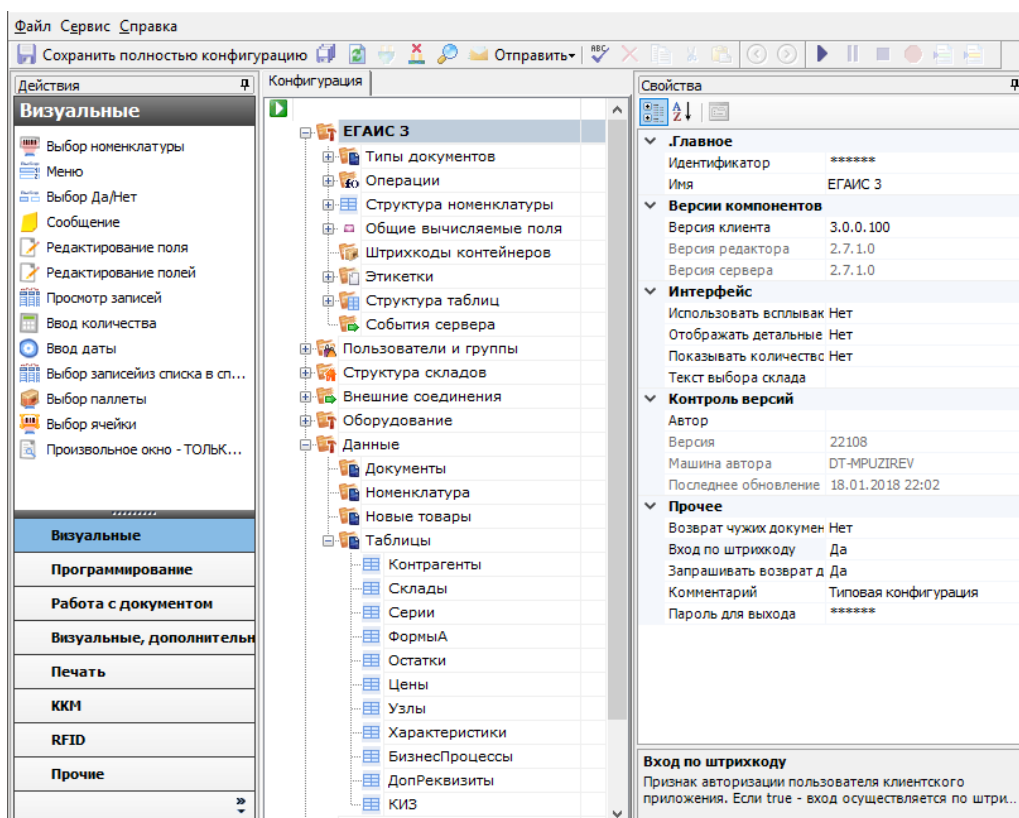 Файл Сервис Справка
Сохранить полностью конфигурацию Отправить
Действия
Визуальные
Выбор номенклатуры
Меню
Выбор Да/Нет
Сообщение
Редактирование поля
Редактирование полей
Просмотр записей
Ввод количества
Ввод даты
Выбор записейиз списка в сп...
Выбор паллеты
Выбор ячейки
Произвольное окно - ТОЛЬК...
Визуальные
Программирование
Работа с документом
Визуальные, дополнительн
Печать
ККМ
RFID
Прочие
Конфигурация
ЕГАИС 3
Типы документов
Операции
Структура номенклатуры
Общие вычисляемые поля
Штрихкоды контейнеров
Этикетки
Структура таблиц
События сервера
Пользователи и группы
Структура складов
Внешние соединения
Оборудование
Данные
Документы
Номенклатура
Новые товары
Таблицы
Контрагенты
Склады
Серии
ФормыА
Остатки
Цены
Узлы
Характеристики
БизнесПроцессы
ДопРеквизиты
КИЗ
Свойства
.Главное
Идентификатор ******
Имя ЕГАИС 3
Версии компонентов
Версия клиента 3.0.0.100
Версия редактора 2.7.1.0
Версия сервера 2.7.1.0
Интерфейс
Использовать всплывак Нет
Отображать детальные Нет
Показывать количество Нет
Текст выбора склада
Контроль версий
Автор
Версия 22108
Машина автора DT-MPUZIREV
Последнее обновление 18.01.2018 22:02
Прочее
Возврат чужих докумен Нет
Вход по штрихкоду Да
Запрашивать возврат д Да
Комментарий Типовая конфигурация
Пароль для выхода ******
Вход по штрихкоду
Признак авторизации пользователя клиентского
приложения. Если true - вход осуществляется по штри...